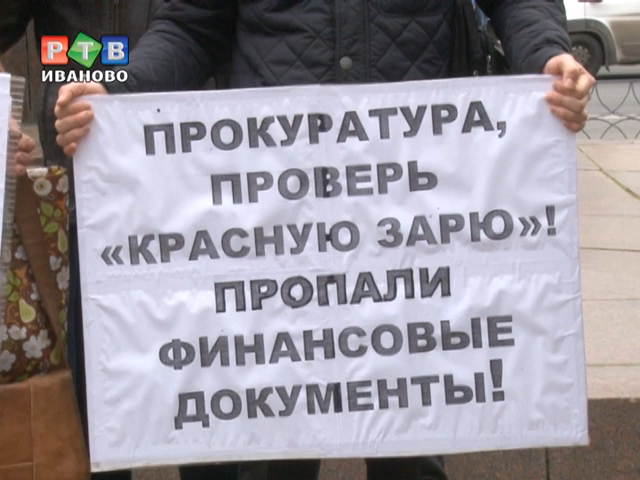 РТВ
ИВАНОВО
ПРОКУРАТУРА,
ПРОВЕРЬ
«КРАСНУЮ ЗАРЮ»!
ПРОПАЛИ
ФИНАНСОВЫЕ
ДОКУМЕНТЫ!